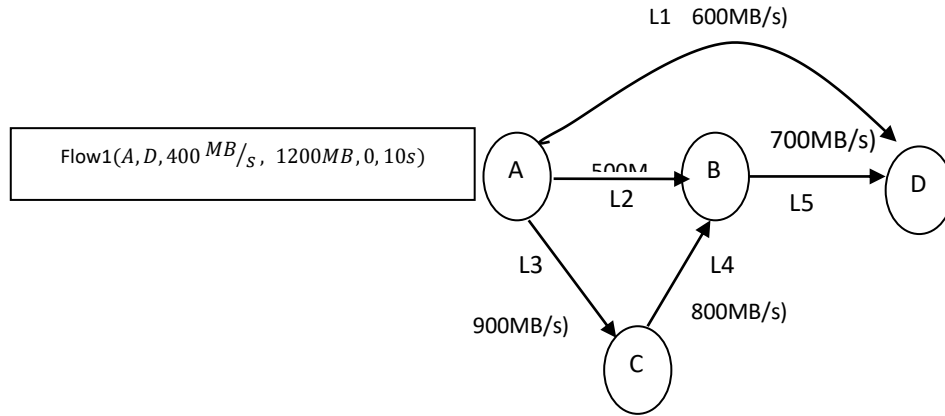 L1 600MB/s)
Flow1(A, D, 400 MB/s, 1200MB, 0, 10s)
700MB/s)
A
B
D
L2
L5
L3
L4
900MB/s)
800MB/s)
C